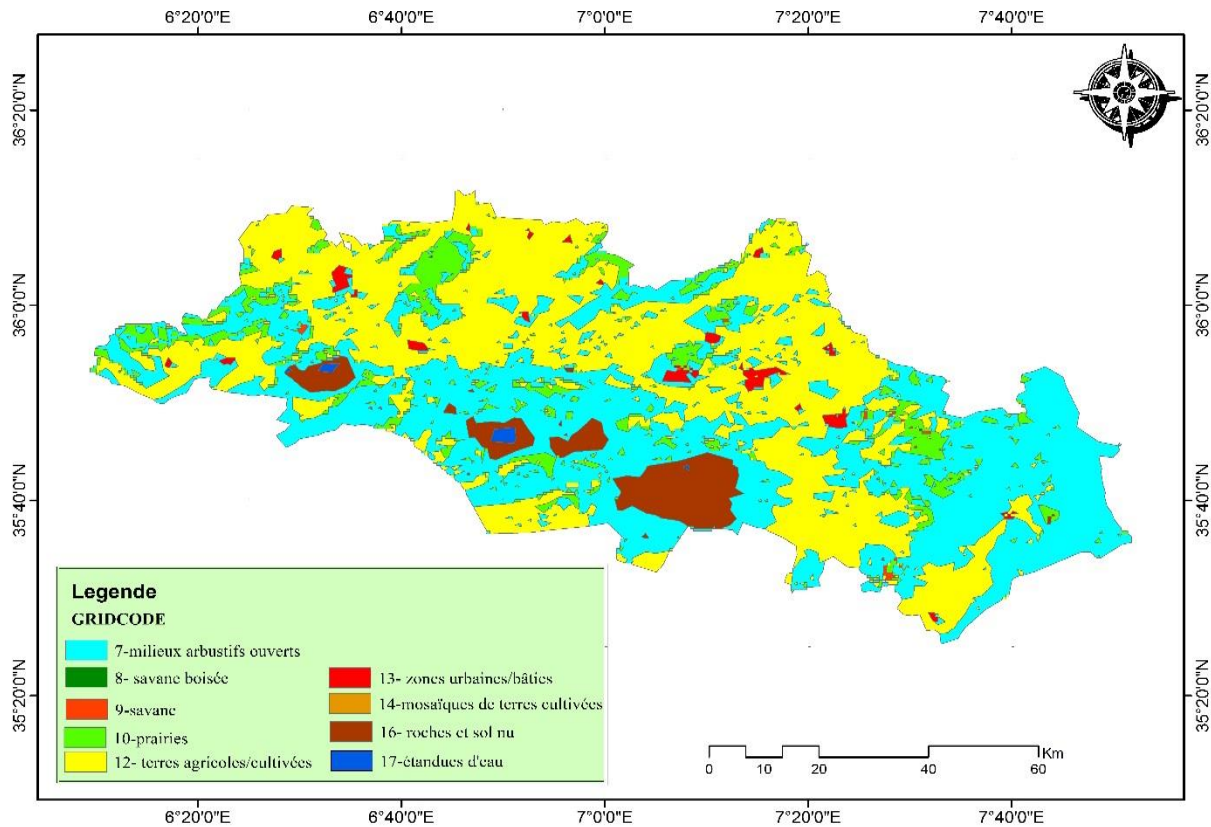 6°20'0"E 6°40'0"E 7°0'0"E 7°20'0"E 7°40'0"E
36°20'0"N 36°20'0"N
36°0'0"N 36°0'0"N
35°40'0"N 35°40'0"N
35°20'0"N 35°20'0"N
Legende
GRIDCODE
7-milieux arbustifs ouverts
8- savane boisée
9-savane
10-prairies
12- terres agricoles/cultivées
13- zones urbaines/bâties
14-mosaïques de terres cultivées
16- roches et sol nu
17-étandues d'eau
Km
0 10 20 40 60
6°20'0"E 6°40'0"E 7°0'0"E 7°20'0"E 7°40'0"E